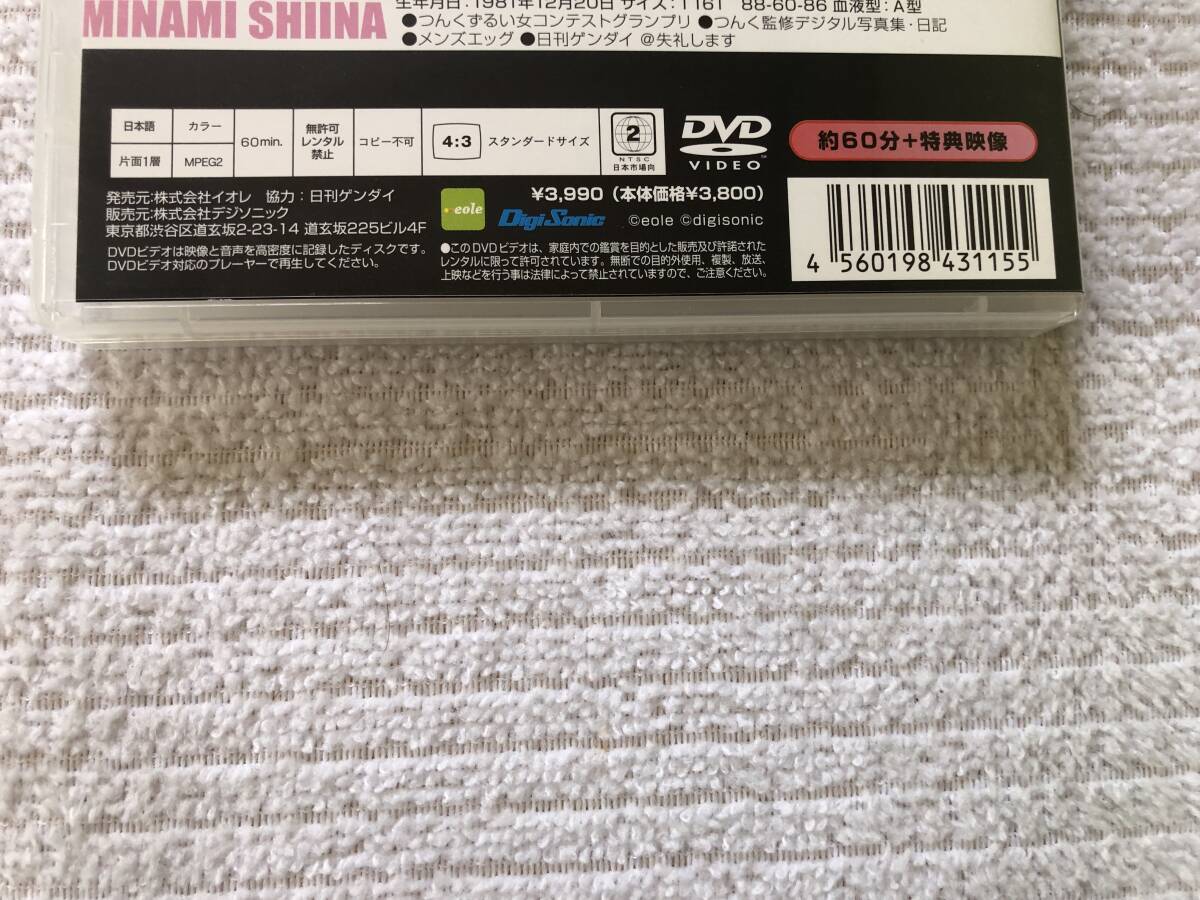 MINAMI SHIINA
生年月日:1981年12月20日 サイズ:T161 88-60-86 血液型:A型
●つんくずるい女コンテストグランプリ ●つんく監修デジタル写真集・日記
●メンズエッグ ●日刊ゲンダイ @失礼します
日本語 カラー 60min. 無許可 レンタル 禁止 コピー不可 4:3 スタンダードサイズ 2
片面1層 MPEG2
NTSC
日本市場向
DVD
VIDEO
約60分+特典映像
発売元:株式会社イオレ 協力:日刊ゲンダイ
販売元:株式会社デジソニック
東京都渋谷区道玄坂2-23-14 道玄坂225ビル4F
DVDビデオは映像と音声を高密度に記録したディスクです。
DVDビデオ対応のプレーヤーで再生してください。
eole
¥3,990(本体価格¥3,800)
DigiSonic ©eole ©digisonic
●このDVDビデオは、家庭内での鑑賞を目的とした販売及び許諾された
レンタルに限って許可されています。無断での目的外使用、複製、放送、
上映などを行う事は法律によって禁止されていますので、ご注意ください。
4 560198 431155